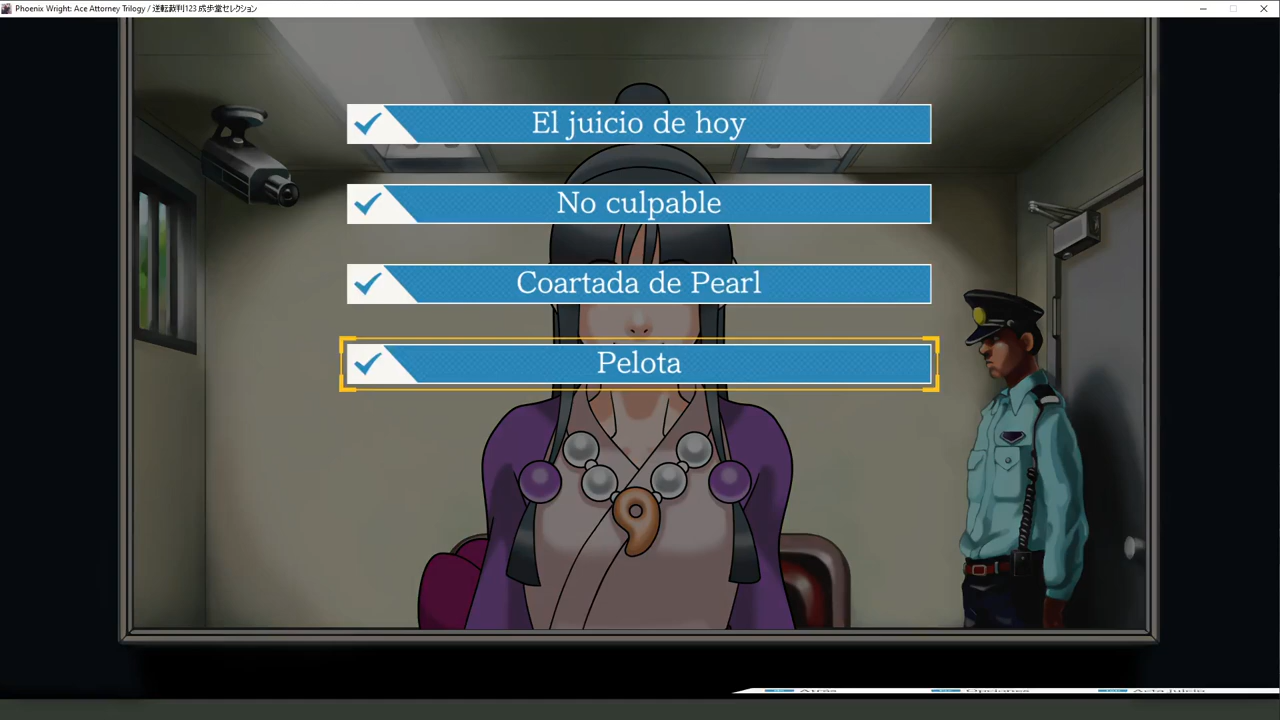 Phoenix Wright: Ace Attorney Trilogy / 逆転裁判123 成歩堂セレクション
El juicio de hoy
No culpable
Coartada de Pearl
Pelota